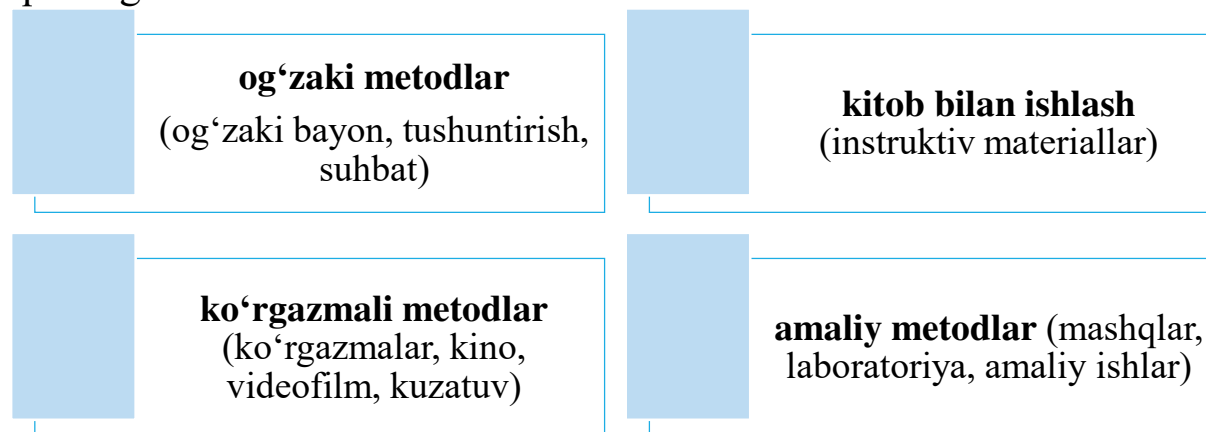 og‘zaki metodlar
(og‘zaki bayon, tushuntirish,
suhbat)
kitob bilan ishlash
(instruktiv materiallar)
ko‘rgazmali metodlar
(ko‘rgazmalar, kino,
videofilm, kuzatuv)
amaliy metodlar (mashqlar,
laboratoriya, amaliy ishlar)